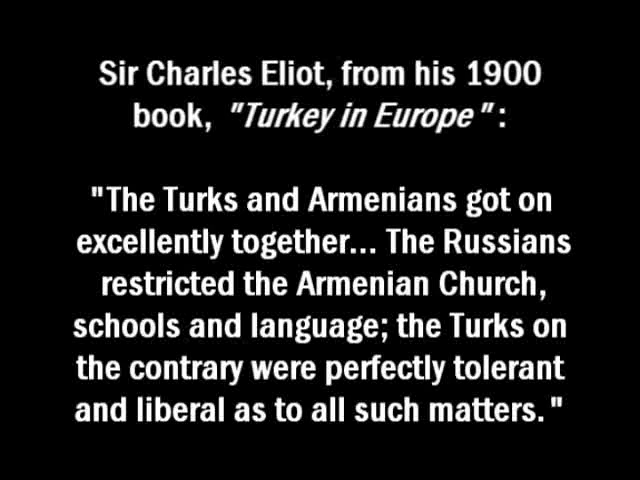 Sir Charles Eliot, from his 1900
book, "Turkey in Europe" :
"The Turks and Armenians got on
excellently together... The Russians
restricted the Armenian Church,
schools and language; the Turks on
the contrary were perfectly tolerant
and liberal as to all such matters."